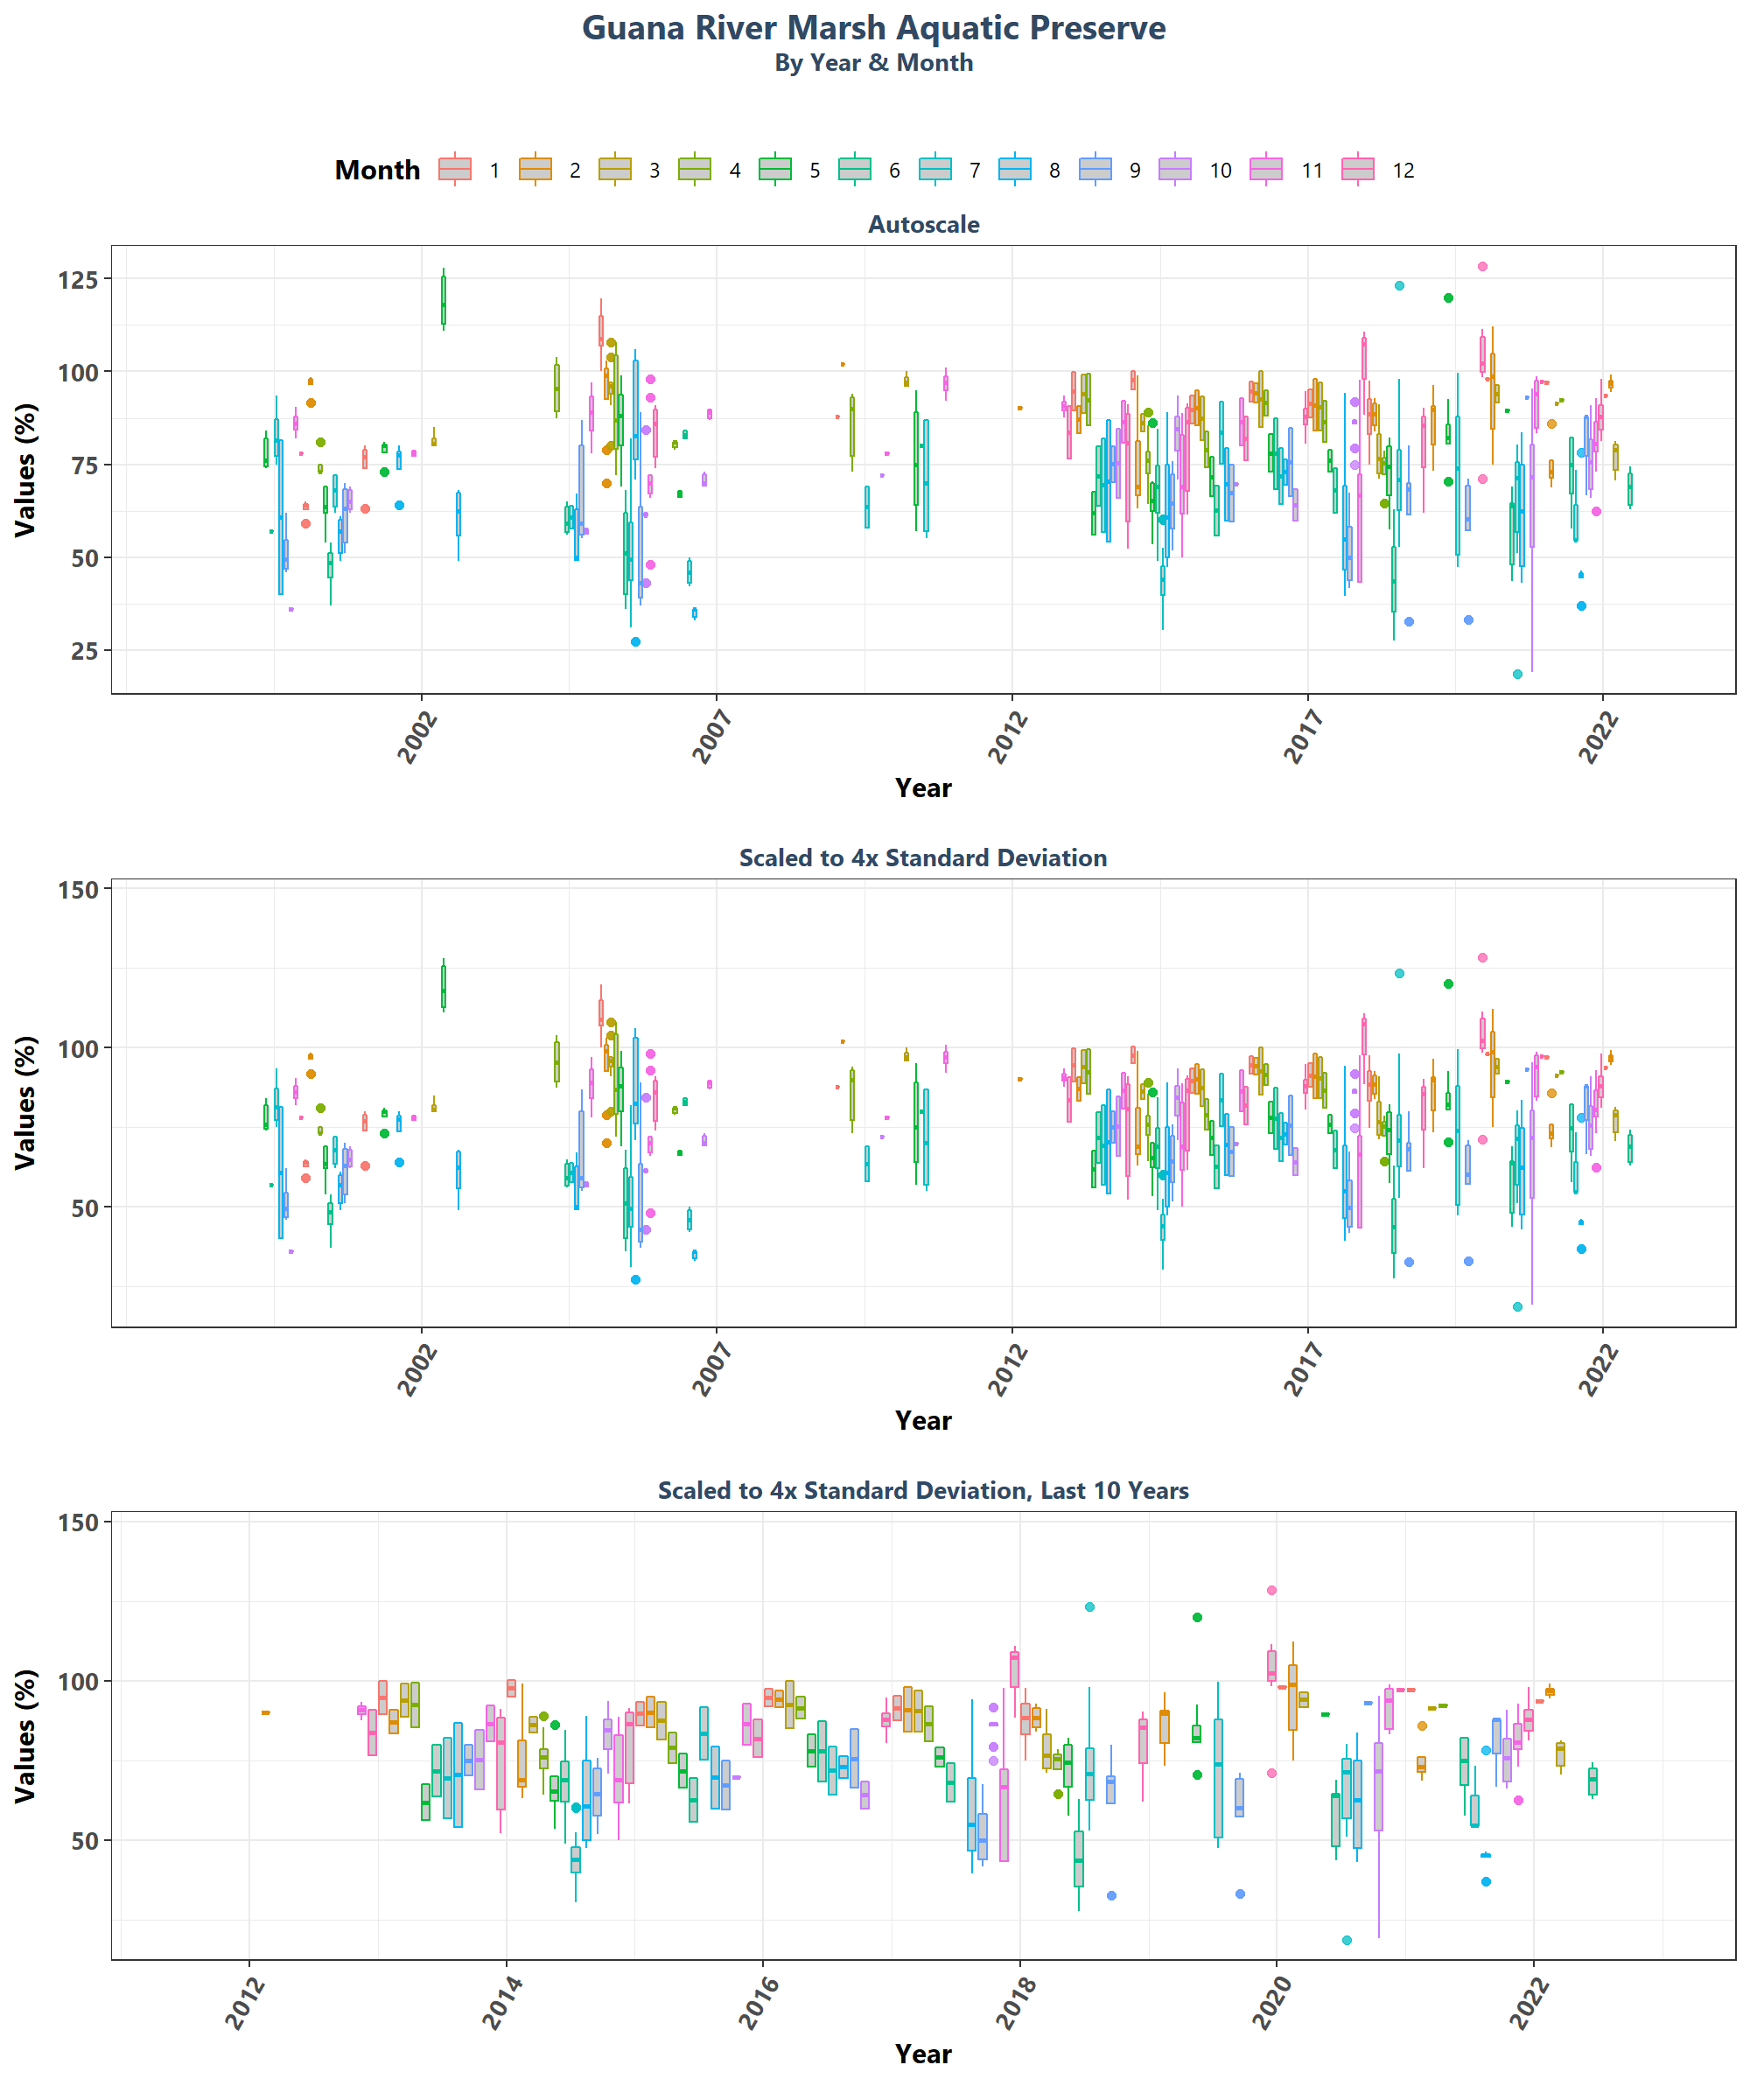 Guana River Marsh Aquatic Preserve
By Year & Month
Month 1 2 3 4 5 6 7 8 9 10 11 12
Autoscale
125
100
75
50
25
Values (%)
2002 2007 2012 2017 2022
Year
Scaled to 4x Standard Deviation
150
100
50
Values (%)
2002 2007 2012 2017 2022
Year
Scaled to 4x Standard Deviation, Last 10 Years
150
100
50
Values (%)
2012 2014 2016 2018 2020 2022
Year